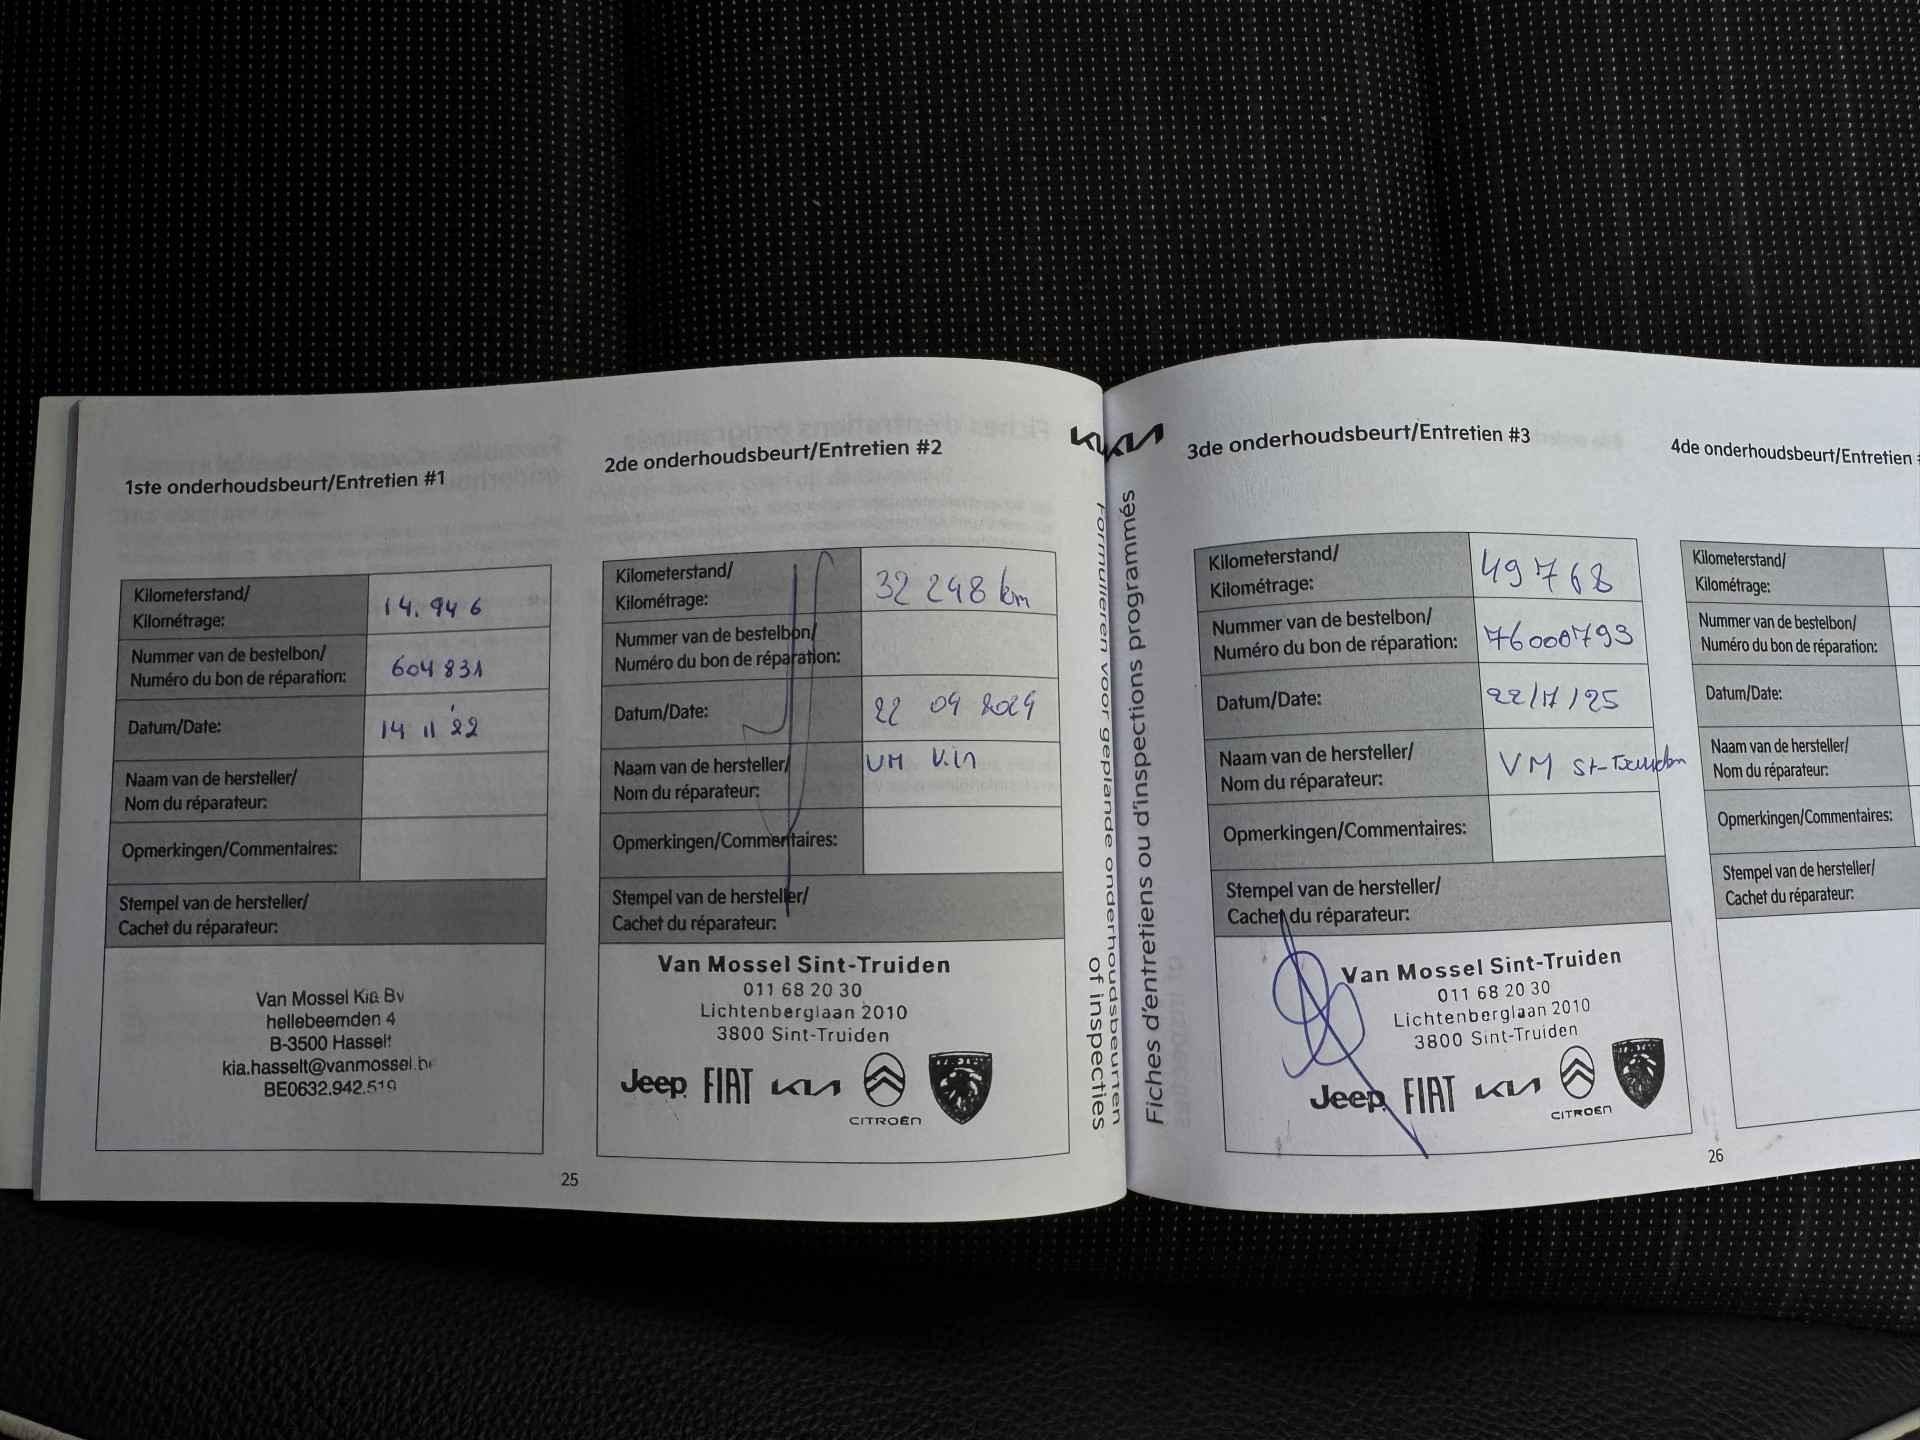 1ste onderhoudsbeurt/Entretien #1
Kilometerstand/
Kilométrage:
14.946
Nummer van de bestelbon/
Numéro du bon de réparation:
604831
Datum/Date:
14 11 '22
Naam van de hersteller/
Nom du réparateur:
Opmerkingen/Commentaires:
Stempel van de hersteller/
Cachet du réparateur:
Van Mossel Kia Bv
hellebeemden 4
B-3500 Hasselt
kia.hasselt@vanmossel.be
BE0632.942.519
2de onderhoudsbeurt/Entretien #2
Kilometerstand/
Kilométrage:
32 248 km
Nummer van de bestelbon/
Numéro du bon de réparation:
Datum/Date:
22 04 2024
Naam van de hersteller/
Nom du réparateur:
VM
Opmerkingen/Commentaires:
Stempel van de hersteller/
Cachet du réparateur:
Van Mossel Sint-Truiden
011 68 20 30
Lichtenberglaan 2010
3800 Sint-Truiden
Jeep FIAT KIA CITROËN
25
Formulieren voor geplande onderhoudsbeurten
of inspecties
KIA
Fiches d'entretiens ou d'inspections programmés
3de onderhoudsbeurt/Entretien #3
Kilometerstand/
Kilométrage:
49768
Nummer van de bestelbon/
Numéro du bon de réparation:
76000793
Datum/Date:
22/7/25
Naam van de hersteller/
Nom du réparateur:
VM St-Truiden
Opmerkingen/Commentaires:
Stempel van de hersteller/
Cachet du réparateur:
Van Mossel Sint-Truiden
011 68 20 30
Lichtenberglaan 2010
3800 Sint-Truiden
Jeep FIAT KIA CITROËN
26
4de onderhoudsbeurt/Entretien #
Kilometerstand/
Kilométrage:
Nummer van de bestelbon/
Numéro du bon de réparation:
Datum/Date:
Naam van de hersteller/
Nom du réparateur:
Opmerkingen/Commentaires:
Stempel van de hersteller/
Cachet du réparateur: